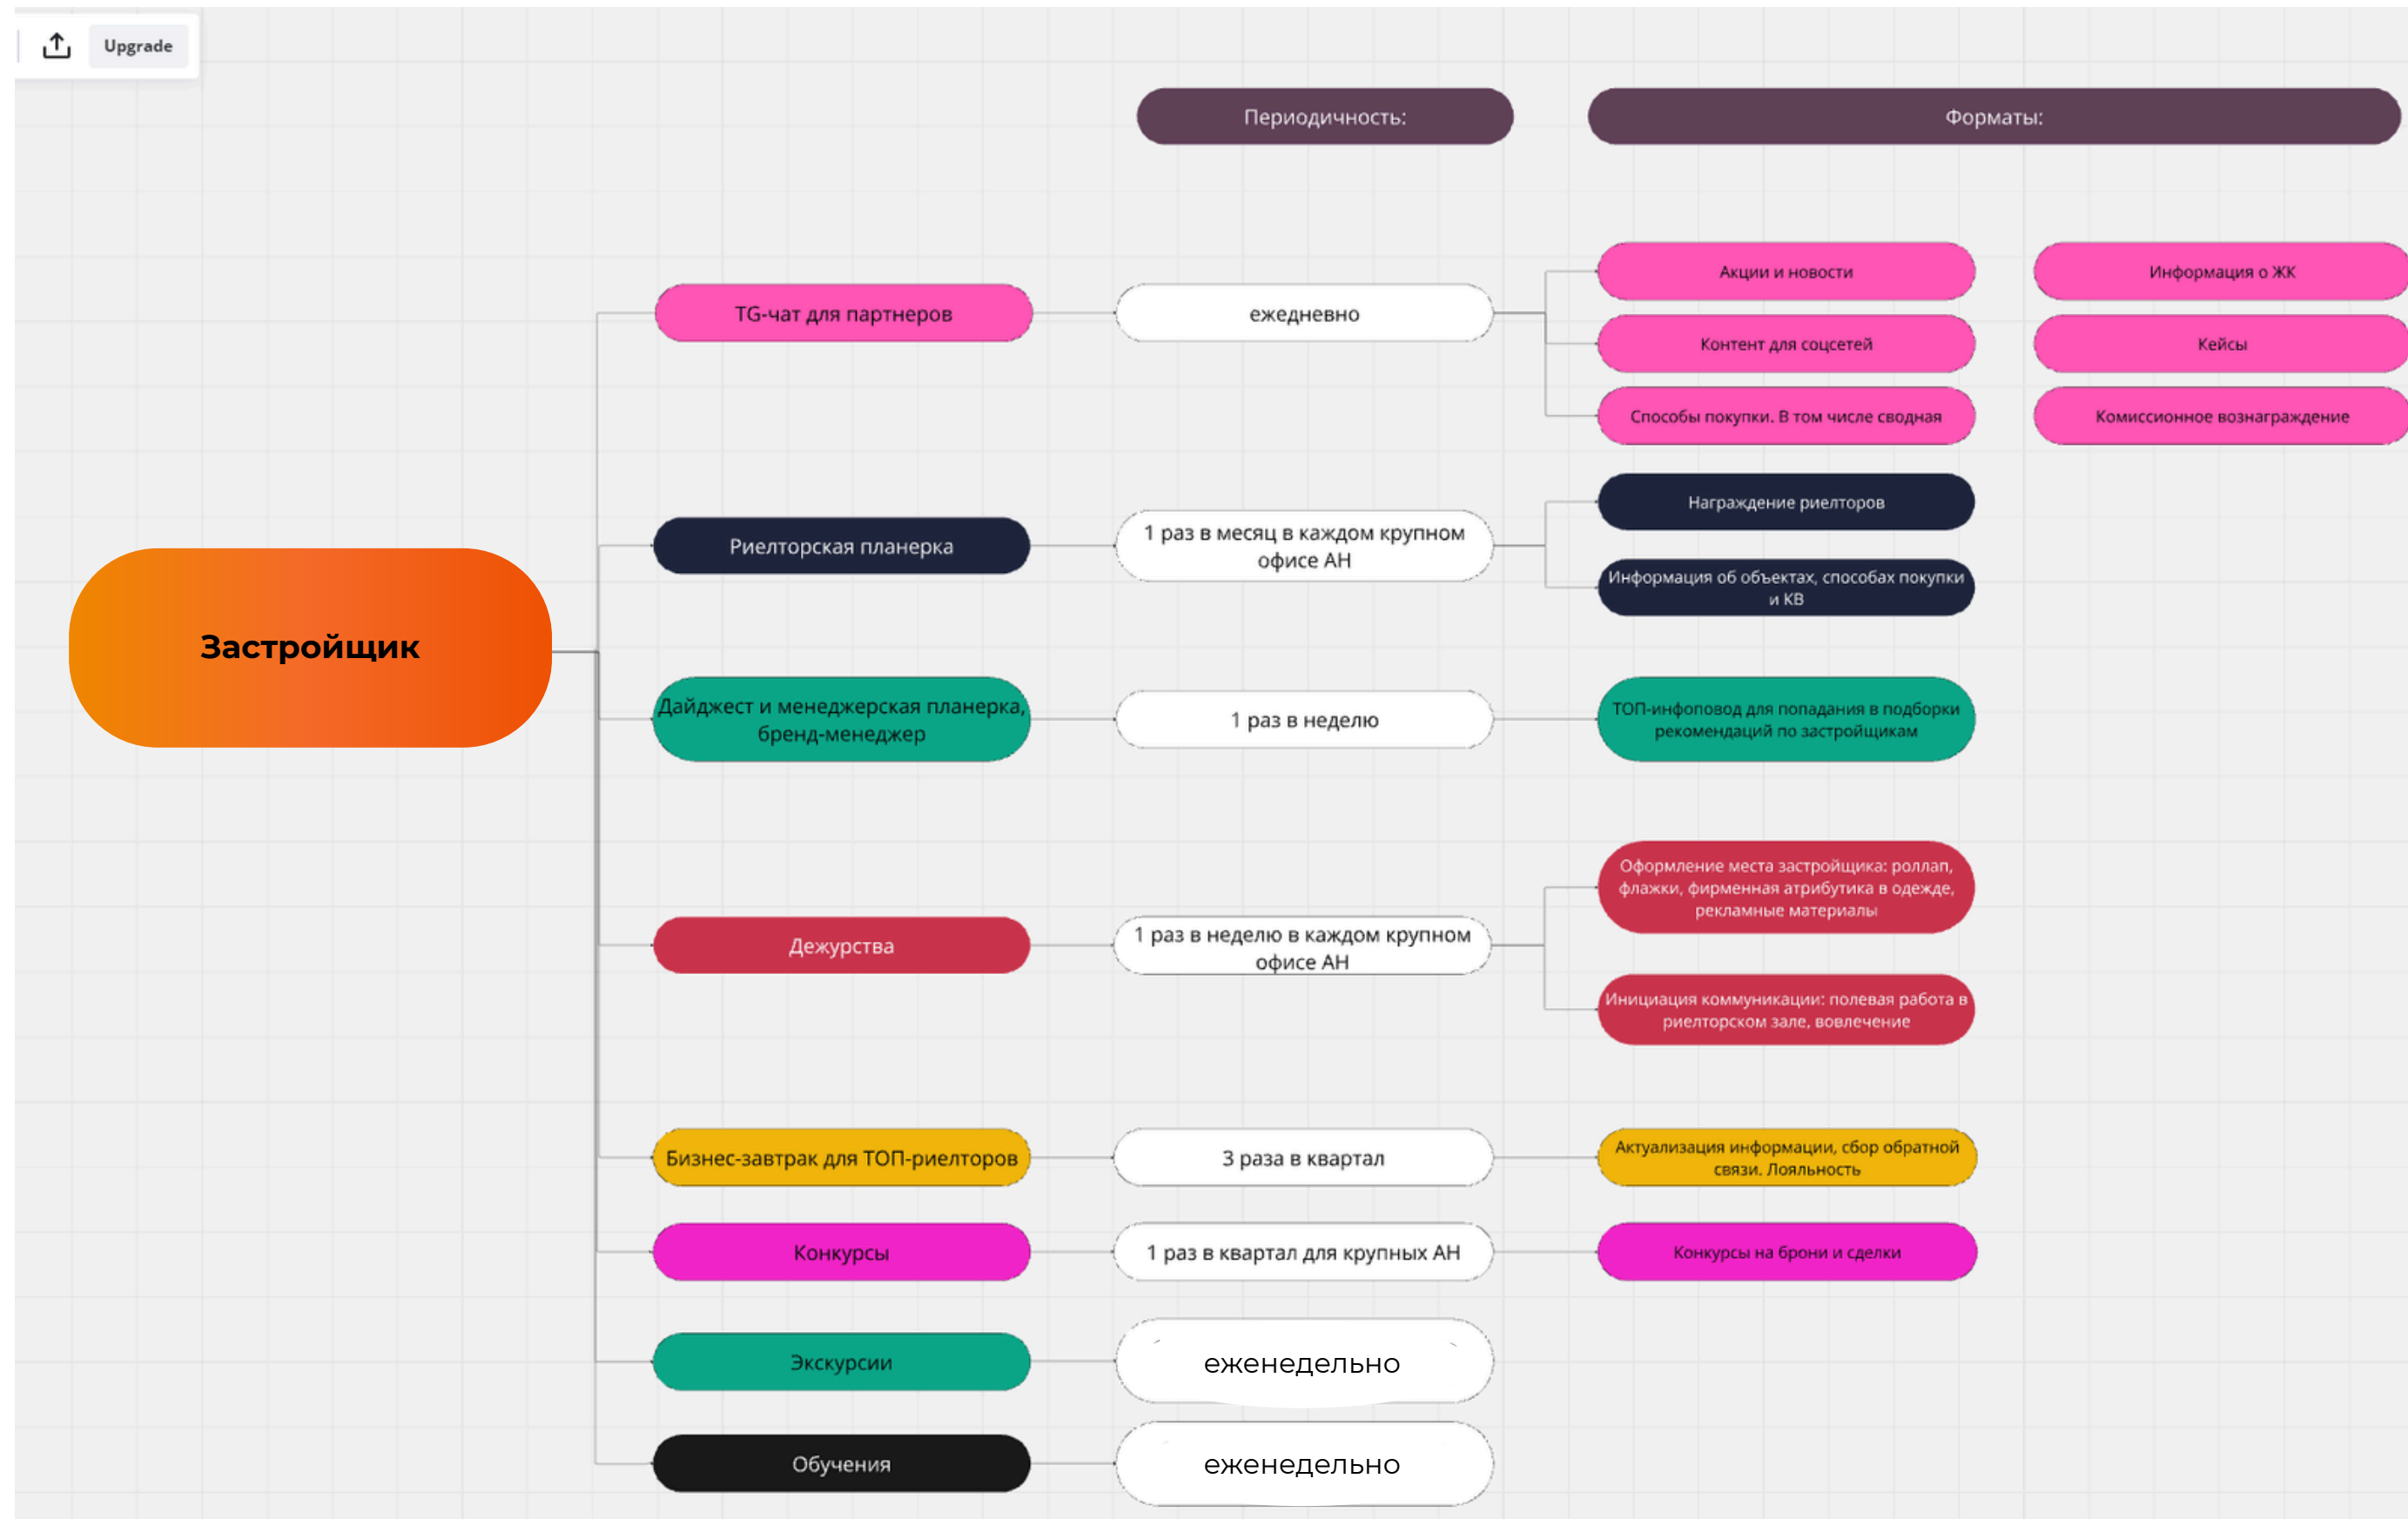 Upgrade
Периодичность:
Форматы:
Застройщик
TG-чат для партнеров
ежедневно
Акции и новости
Информация о ЖК
Контент для соцсетей
Кейсы
Способы покупки. В том числе сводная
Комиссионное вознаграждение
Риелторская планерка
1 раз в месяц в каждом крупном
офисе АН
Награждение риелторов
Информация об объектах, способах покупки
и КВ
Дайджест и менеджерская планерка,
бренд-менеджер
1 раз в неделю
ТОП-инфоповод для попадания в подборки
рекомендаций по застройщикам
Дежурства
1 раз в неделю в каждом крупном
офисе АН
Оформление места застройщика: роллап,
флажки, фирменная атрибутика в одежде,
рекламные материалы
Инициация коммуникации: полевая работа в
риелторском зале, вовлечение
Бизнес-завтрак для ТОП-риелторов
3 раза в квартал
Актуализация информации, сбор обратной
связи. Лояльность
Конкурсы
1 раз в квартал для крупных АН
Конкурсы на брони и сделки
Экскурсии
еженедельно
Обучения
еженедельно